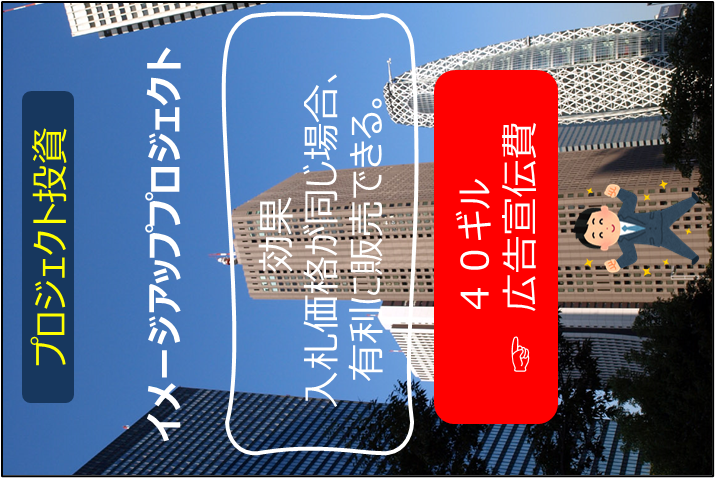 プロジェクト投資
イメージアッププロジェクト
効果
入札価格が同じ場合、
有利に販売できる。
４０ギル
☞ 広告宣伝費